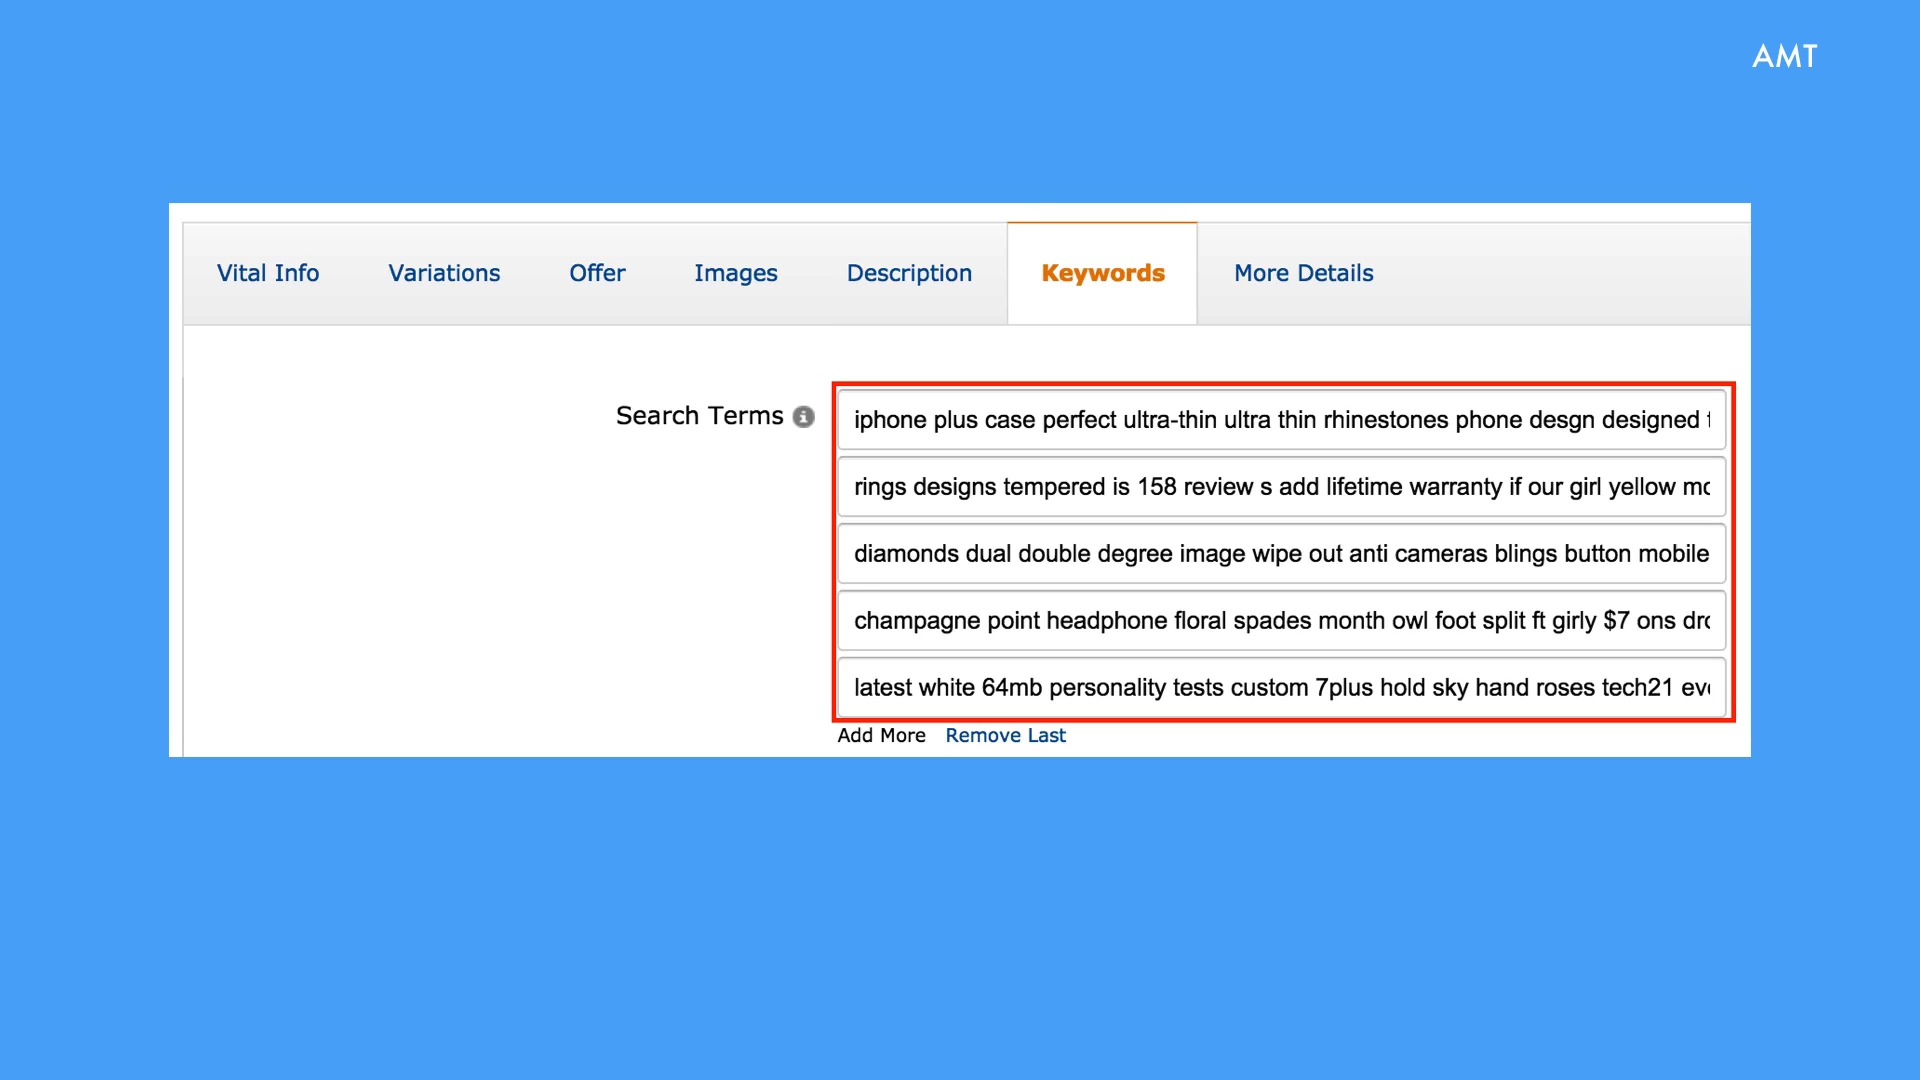 AMT
Vital Info Variations Offer Images Description Keywords More Details
Search Terms
iphone plus case perfect ultra-thin ultra thin rhinestones phone desgn designed
rings designs tempered is 158 review s add lifetime warranty if our girl yellow
diamonds dual double degree image wipe out anti cameras blings button mobile
champagne point headphone floral spades month owl foot split ft girly $7 ons
latest white 64mb personality tests custom 7plus hold sky hand roses tech21
Add More Remove Last